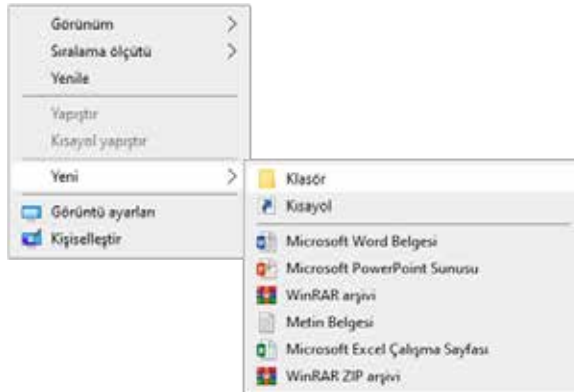 Görünüm
Sıralama ölçütü
Yenile
Yapıştır
Kısayol yapıştır
Yeni
Görüntü ayarları
Kişiselleştir
Klasör
Kısayol
Microsoft Word Belgesi
Microsoft PowerPoint Sunusu
WinRAR arşivi
Metin Belgesi
Microsoft Excel Çalışma Sayfası
WinRAR ZIP arşivi